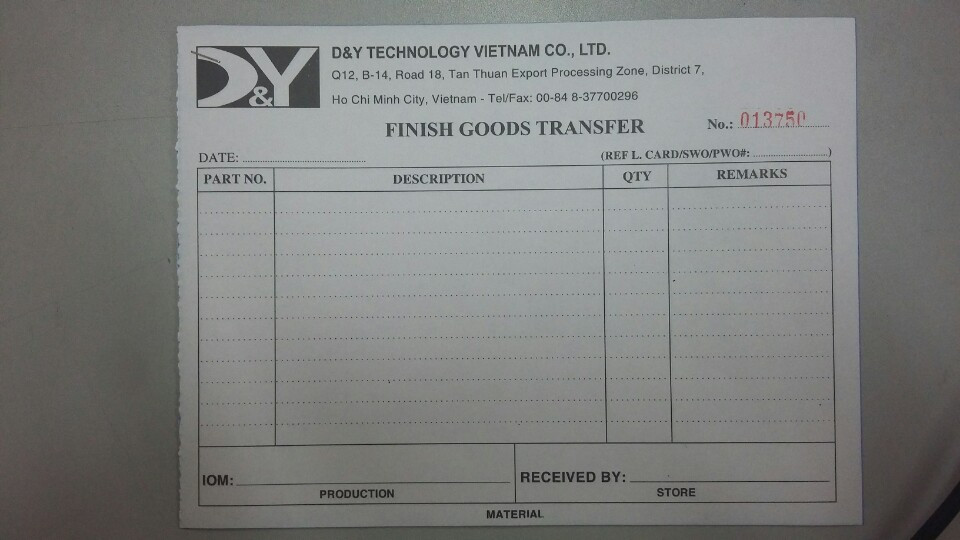 D&Y
D&Y TECHNOLOGY VIETNAM CO., LTD.
Q12, B-14, Road 18, Tan Thuan Export Processing Zone, District 7,
Ho Chi Minh City, Vietnam - Tel/Fax: 00-84 8-37700296
FINISH GOODS TRANSFER
No.: 013750
DATE:
(REF L. CARD/SWO/PWO#: )
PART NO. DESCRIPTION QTY REMARKS
IOM: RECEIVED BY:
PRODUCTION STORE
MATERIAL